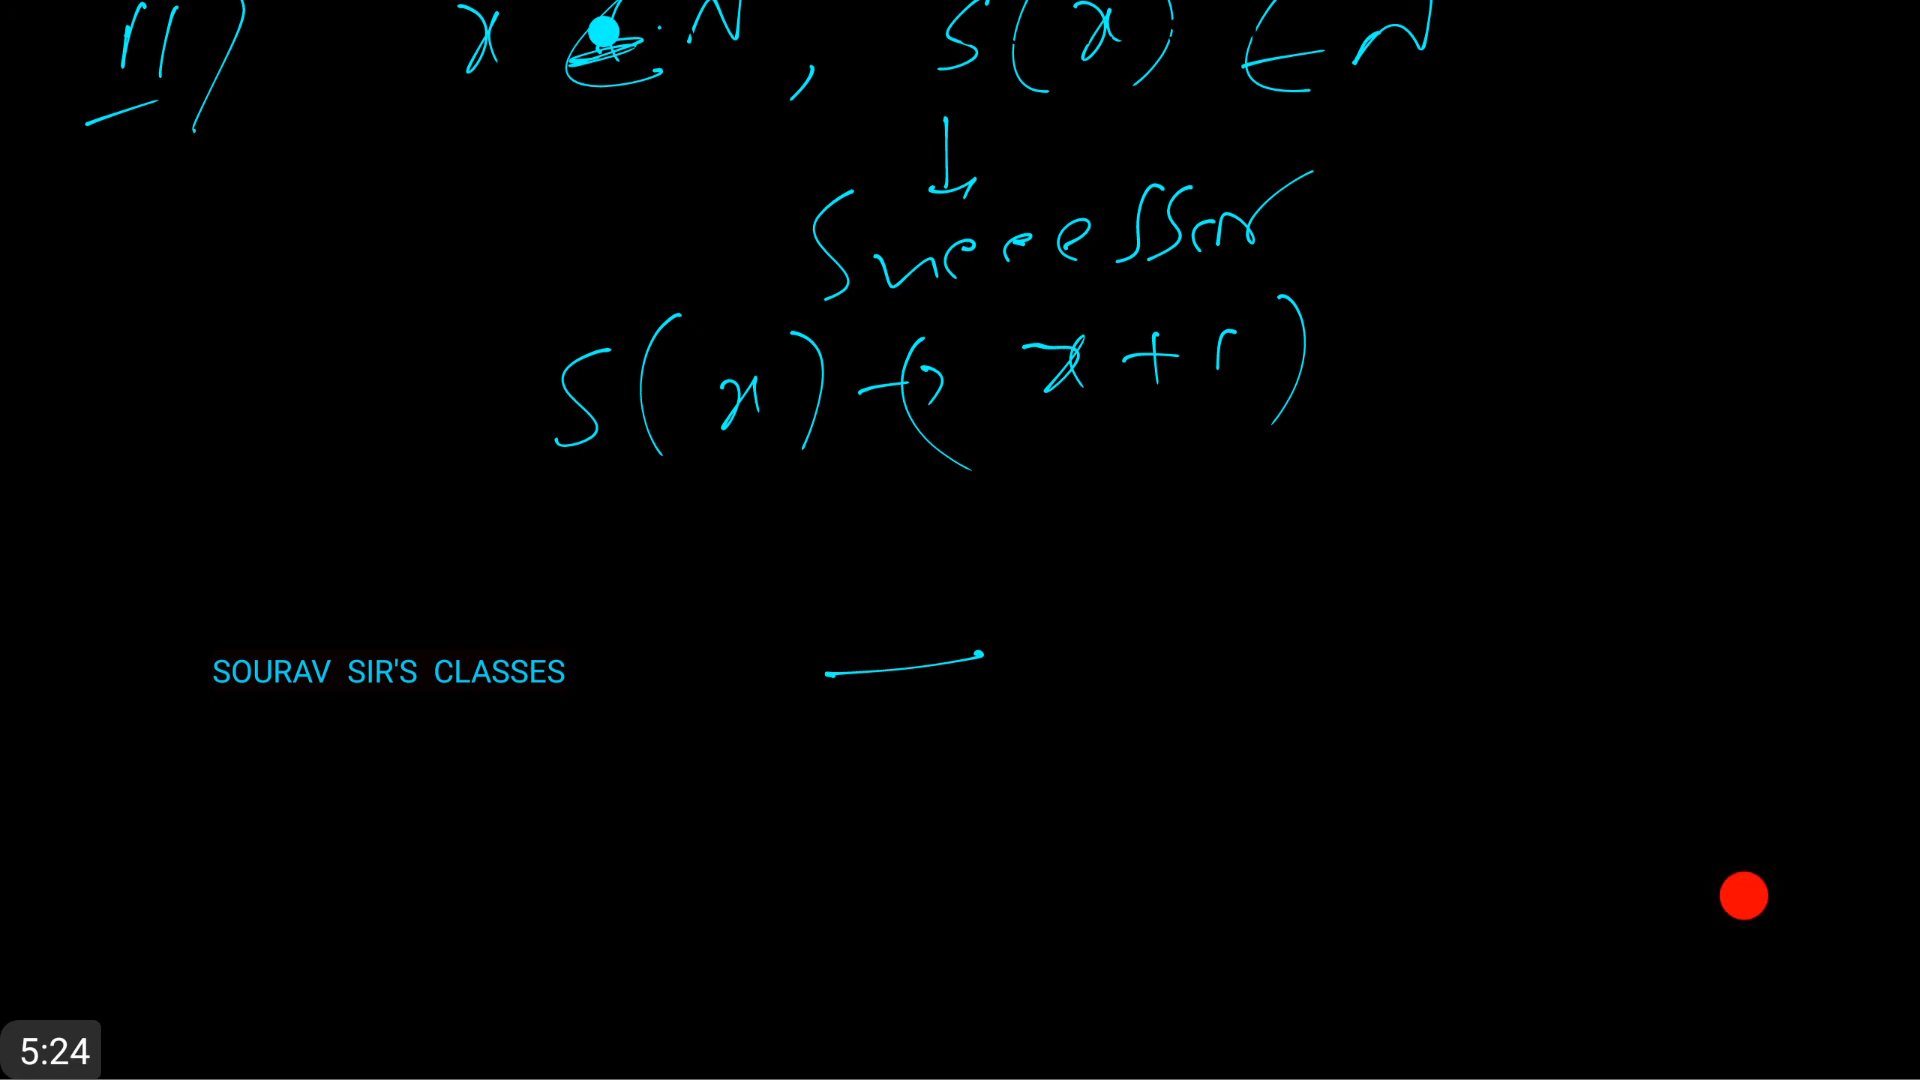 II) x ∈ N, S(x) ∈ N
↓
Successor
S(x) → (x + 1)
SOURAV SIR'S CLASSES
5:24